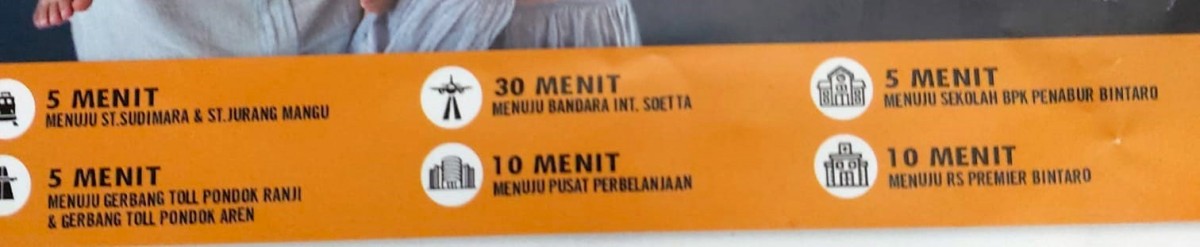 5 MENIT
MENUJU ST.SUDIMARA & ST.JURANG MANGU
5 MENIT
MENUJU GERBANG TOLL PONDOK RANJI
& GERBANG TOLL PONDOK AREN
30 MENIT
MENUJU BANDARA INT. SOETTA
10 MENIT
MENUJU PUSAT PERBELANJAAN
5 MENIT
MENUJU SEKOLAH BPK PENABUR BINTARO
10 MENIT
MENUJU RS PREMIER BINTARO